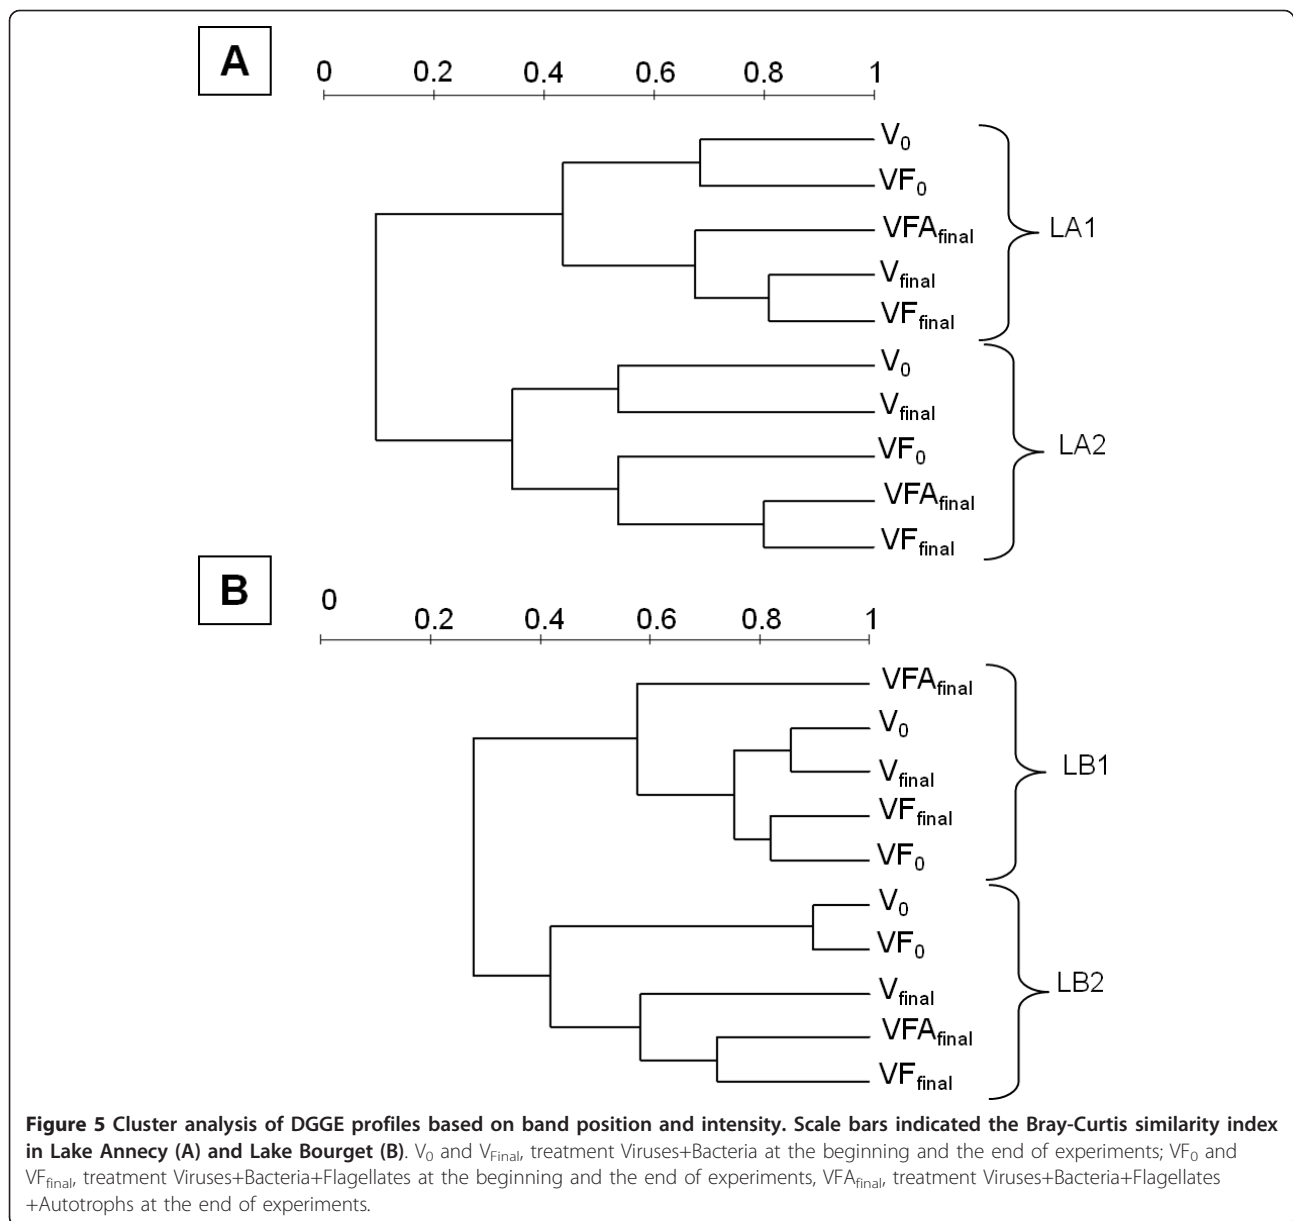 A
0 0.2 0.4 0.6 0.8 1
V0
VF0
VFAfinal
Vfinal
VFfinal
LA1
V0
Vfinal
VF0
VFAfinal
VFfinal
LA2
B
0 0.2 0.4 0.6 0.8 1
VFAfinal
V0
Vfinal
VFfinal
VF0
LB1
V0
VF0
Vfinal
VFAfinal
VFfinal
LB2
Figure 5 Cluster analysis of DGGE profiles based on band position and intensity. Scale bars indicated the Bray-Curtis similarity index
in Lake Annecy (A) and Lake Bourget (B). V0 and VFinal, treatment Viruses+Bacteria at the beginning and the end of experiments; VF0 and
VFfinal, treatment Viruses+Bacteria+Flagellates at the beginning and the end of experiments, VFAfinal, treatment Viruses+Bacteria+Flagellates
+Autotrophs at the end of experiments.